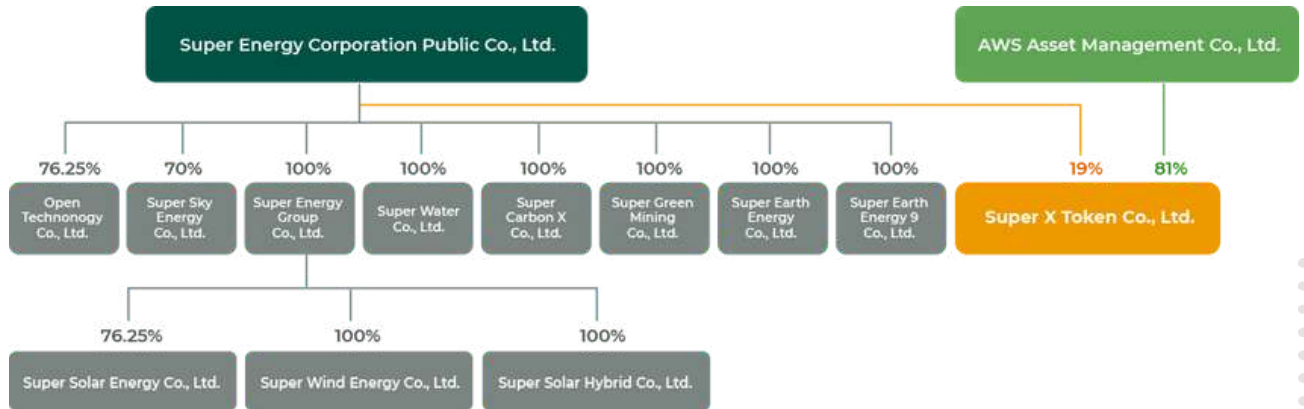 Super Energy Corporation Public Co., Ltd.
AWS Asset Management Co., Ltd.
76.25%
70%
100%
100%
100%
100%
100%
100%
19%
81%
Open
Technonogy
Co., Ltd.
Super Sky
Energy
Co., Ltd.
Super Energy
Group
Co., Ltd.
Super Water
Co., Ltd.
Super
Carbon X
Co., Ltd.
Super Green
Mining
Co., Ltd.
Super Earth
Energy
Co., Ltd.
Super Earth
Energy 9
Co., Ltd.
Super X Token Co., Ltd.
76.25%
100%
100%
Super Solar Energy Co., Ltd.
Super Wind Energy Co., Ltd.
Super Solar Hybrid Co., Ltd.